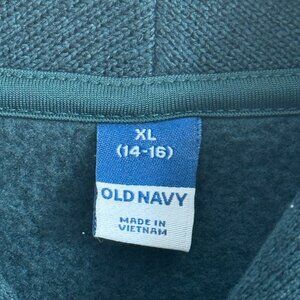 XL
(14-16)
OLD NAVY
MADE IN
VIETNAM